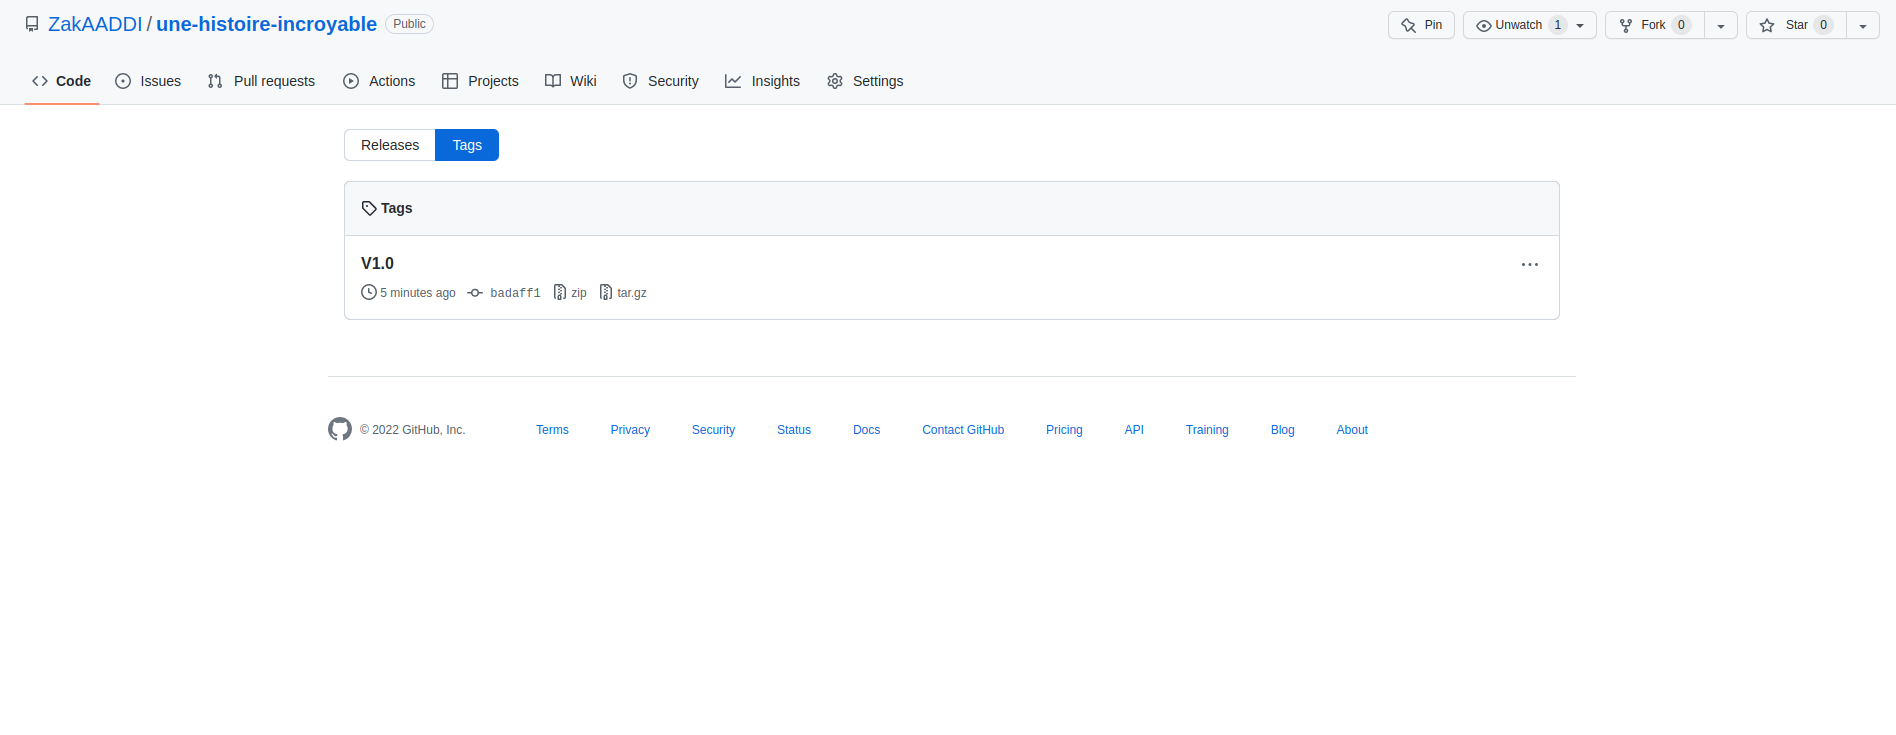 ZakAADDI / une-histoire-incroyable Public Pin Unwatch 1 Fork 0 Star 0
Code Issues Pull requests Actions Projects Wiki Security Insights Settings
Releases Tags
Tags
V1.0
5 minutes ago badaff1 zip tar.gz
© 2022 GitHub, Inc. Terms Privacy Security Status Docs Contact GitHub Pricing API Training Blog About